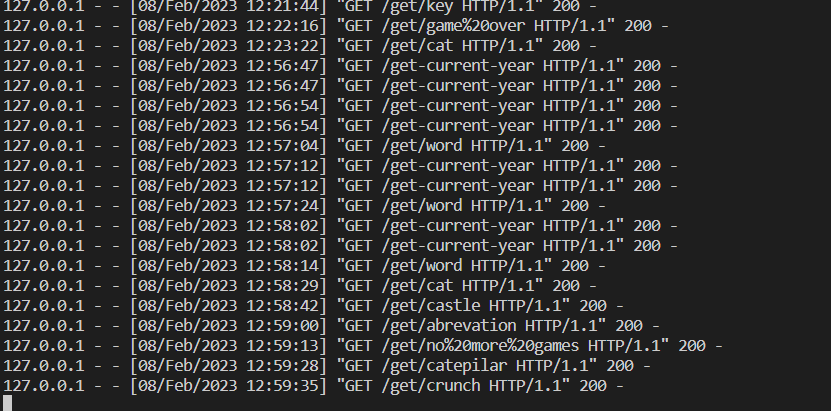 127.0.0.1 - - [08/Feb/2023 12:21:44] "GET /get/key HTTP/1.1" 200 -
127.0.0.1 - - [08/Feb/2023 12:22:16] "GET /get/game%20over HTTP/1.1" 200 -
127.0.0.1 - - [08/Feb/2023 12:23:22] "GET /get/cat HTTP/1.1" 200 -
127.0.0.1 - - [08/Feb/2023 12:56:47] "GET /get-current-year HTTP/1.1" 200 -
127.0.0.1 - - [08/Feb/2023 12:56:47] "GET /get-current-year HTTP/1.1" 200 -
127.0.0.1 - - [08/Feb/2023 12:56:54] "GET /get-current-year HTTP/1.1" 200 -
127.0.0.1 - - [08/Feb/2023 12:56:54] "GET /get-current-year HTTP/1.1" 200 -
127.0.0.1 - - [08/Feb/2023 12:57:04] "GET /get/word HTTP/1.1" 200 -
127.0.0.1 - - [08/Feb/2023 12:57:12] "GET /get-current-year HTTP/1.1" 200 -
127.0.0.1 - - [08/Feb/2023 12:57:12] "GET /get-current-year HTTP/1.1" 200 -
127.0.0.1 - - [08/Feb/2023 12:57:24] "GET /get/word HTTP/1.1" 200 -
127.0.0.1 - - [08/Feb/2023 12:58:02] "GET /get-current-year HTTP/1.1" 200 -
127.0.0.1 - - [08/Feb/2023 12:58:02] "GET /get-current-year HTTP/1.1" 200 -
127.0.0.1 - - [08/Feb/2023 12:58:14] "GET /get/word HTTP/1.1" 200 -
127.0.0.1 - - [08/Feb/2023 12:58:29] "GET /get/cat HTTP/1.1" 200 -
127.0.0.1 - - [08/Feb/2023 12:58:42] "GET /get/castle HTTP/1.1" 200 -
127.0.0.1 - - [08/Feb/2023 12:59:00] "GET /get/abrevation HTTP/1.1" 200 -
127.0.0.1 - - [08/Feb/2023 12:59:13] "GET /get/no%20more%20games HTTP/1.1" 200 -
127.0.0.1 - - [08/Feb/2023 12:59:28] "GET /get/catepilar HTTP/1.1" 200 -
127.0.0.1 - - [08/Feb/2023 12:59:35] "GET /get/crunch HTTP/1.1" 200 -